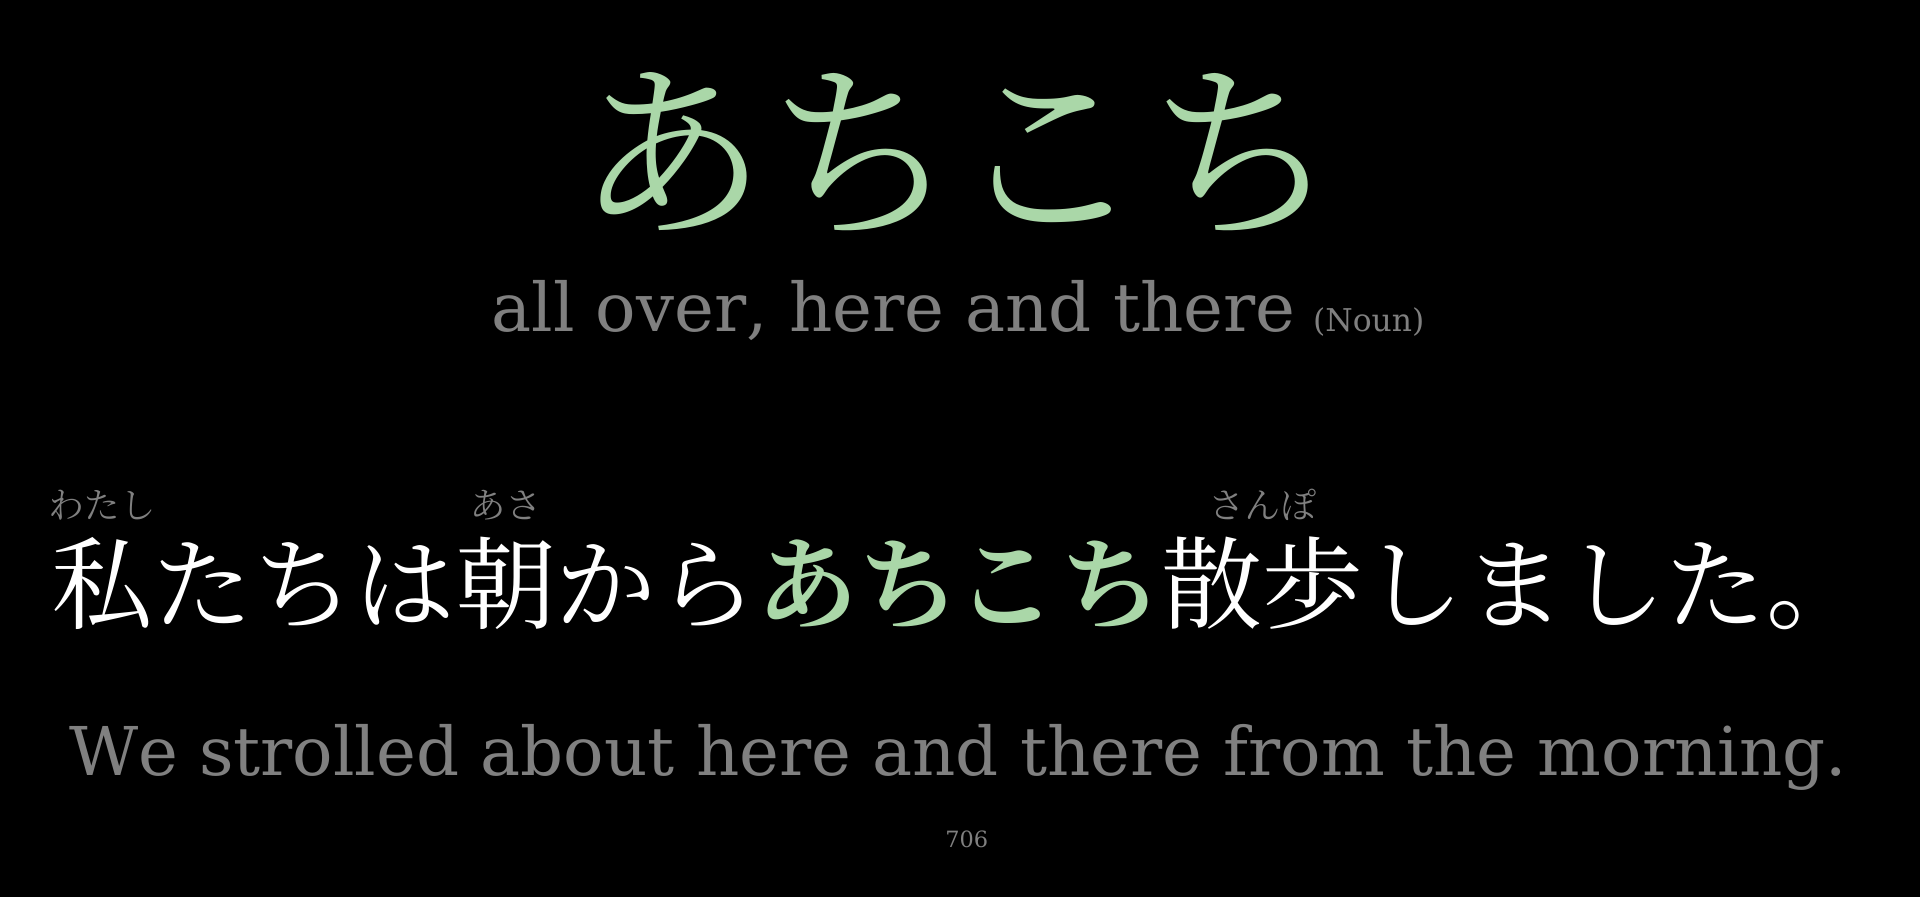 あちこち
all over, here and there (Noun)
わたし あさ さんぽ
私たちは朝からあちこち散歩しました。
We strolled about here and there from the morning.
706